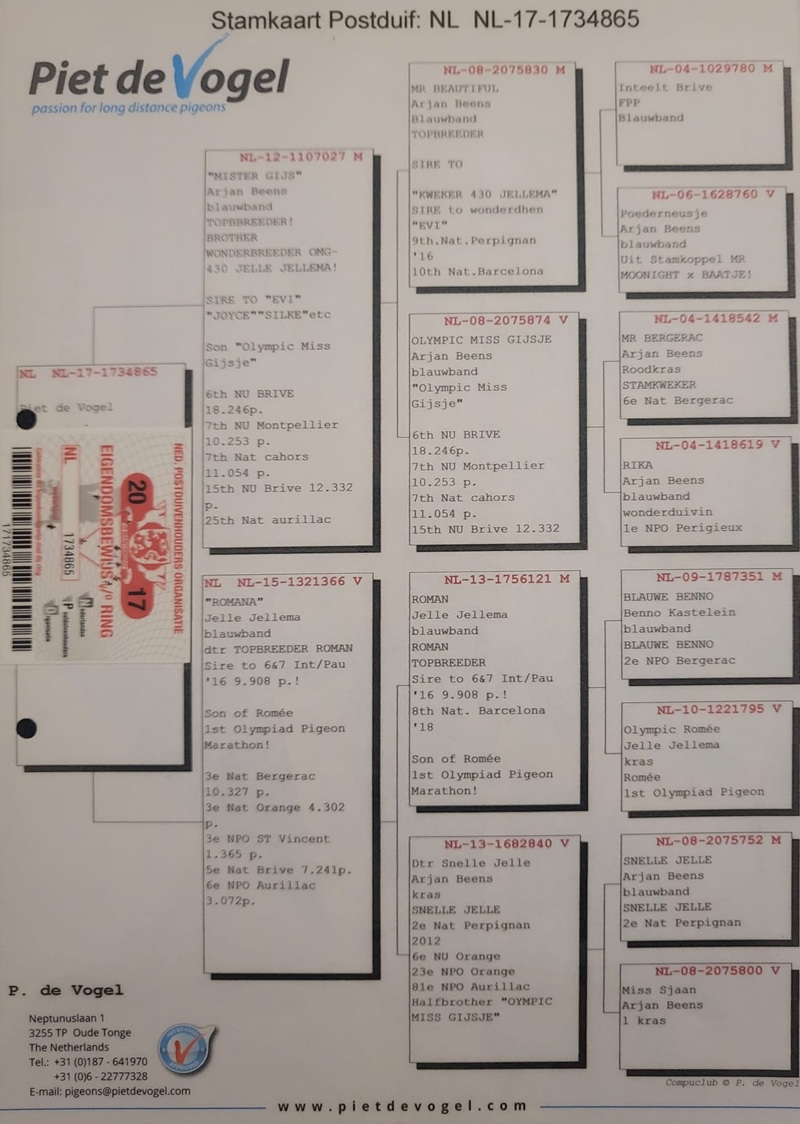 Stamkaart Postduif: NL NL-17-1734865
Piet de Vogel
passion for long distance pigeons
NL NL-17-1734865
Piet de Vogel
NED. POSTDUIVENHOUDERS ORGANISATIE
20 17
EIGENDOMSBEWIJS v/d RING
NL 1734865
171734865
NL-12-1107027 M
"MISTER GIJS"
Arjan Beens
blauwband
TOPBBREEDER!
BROTHER
WONDERBREEDER ONG-
430 JELLE JELLEMA!
SIRE TO "EVI"
"JOYCE""SILKE"etc
Son "Olympic Miss
Gijsje"
6th NU BRIVE
18.246p.
7th NU Montpellier
10.253 p.
7th Nat cahors
11.054 p.
15th NU Brive 12.332
p.
25th Nat aurillac
NL NL-15-1321366 V
"ROMANA"
Jelle Jellema
blauwband
dtr TOPBREEDER ROMAN
Sire to 6&7 Int/Pau
'16 9.908 p.!
Son of Romée
1st Olympiad Pigeon
Marathon!
3e Nat Bergerac
10.327 p.
3e Nat Orange 4.302
p.
3e NPO ST Vincent
1.365 p.
5e Nat Brive 7.241p.
6e NPO Aurillac
3.072p.
NL-08-2075830 M
MR BEAUTIFUL
Arjan Beens
Blauwband
TOPBREEDER
SIRE TO
"KWEKER 430 JELLEMA"
SIRE to wonderdhen
"EVI"
9th.Nat.Perpignan
'16
10th Nat.Barcelona
NL-08-2075874 V
OLYMPIC MISS GIJSJE
Arjan Beens
blauwband
"Olympic Miss
Gijsje"
6th NU BRIVE
18.246p.
7th NU Montpellier
10.253 p.
7th Nat cahors
11.054 p.
15th NU Brive 12.332
NL-13-1756121 M
ROMAN
Jelle Jellema
blauwband
ROMAN
TOPBREEDER
Sire to 6&7 Int/Pau
'16 9.908 p.!
8th Nat. Barcelona
'18
Son of Romée
1st Olympiad Pigeon
Marathon!
NL-13-1682840 V
Dtr Snelle Jelle
Arjan Beens
kras
SNELLE JELLE
2e Nat Perpignan
2012
6e NU Orange
23e NPO Orange
81e NPO Aurillac
Halfbrother "OYMPIC
MISS GIJSJE"
NL-04-1029780 M
Inteelt Brive
FPP
Blauwband
NL-06-1628760 V
Poederneusje
Arjan Beens
blauwband
Uit Stamkoppel MR
MOONIGHT x BAATJE!
NL-04-1418542 M
MR BERGERAC
Arjan Beens
Roodkras
STAMKWEKER
6e Nat Bergerac
NL-04-1418619 V
RIKA
Arjan Beens
blauwband
wonderduivin
1e NPO Perigieux
NL-09-1787351 M
BLAUWE BENNO
Benno Kastelein
blauwband
BLAUWE BENNO
2e NPO Bergerac
NL-10-1221795 V
Olympic Romée
Jelle Jellema
kras
Romée
1st Olympiad Pigeon
NL-08-2075752 M
SNELLE JELLE
Arjan Beens
blauwband
SNELLE JELLE
2e Nat Perpignan
NL-08-2075800 V
Miss Sjaan
Arjan Beens
l kras
P. de Vogel
Neptunuslaan 1
3255 TP Oude Tonge
The Netherlands
Tel.: +31 (0)187 - 641970
+31 (0)6 - 22777328
E-mail: pigeons@pietdevogel.com
Compuclub © P. de Vogel
www.pietdevogel.com